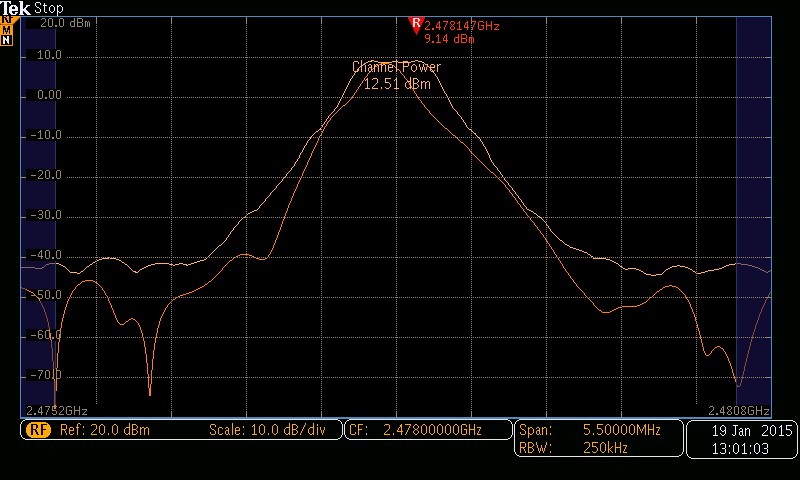 Tek Stop
R
M
N
20.0 dBm
R
2.478147GHz
9.14 dBm
10.0
Channel Power
12.51 dBm
0.00
-10.0
-20.0
-30.0
-40.0
-50.0
-60.0
-70.0
2.4752GHz
2.4808GHz
RF Ref: 20.0 dBm Scale: 10.0 dB/div
CF: 2.47800000GHz
Span: 5.50000MHz
RBW: 250kHz
19 Jan 2015
13:01:03